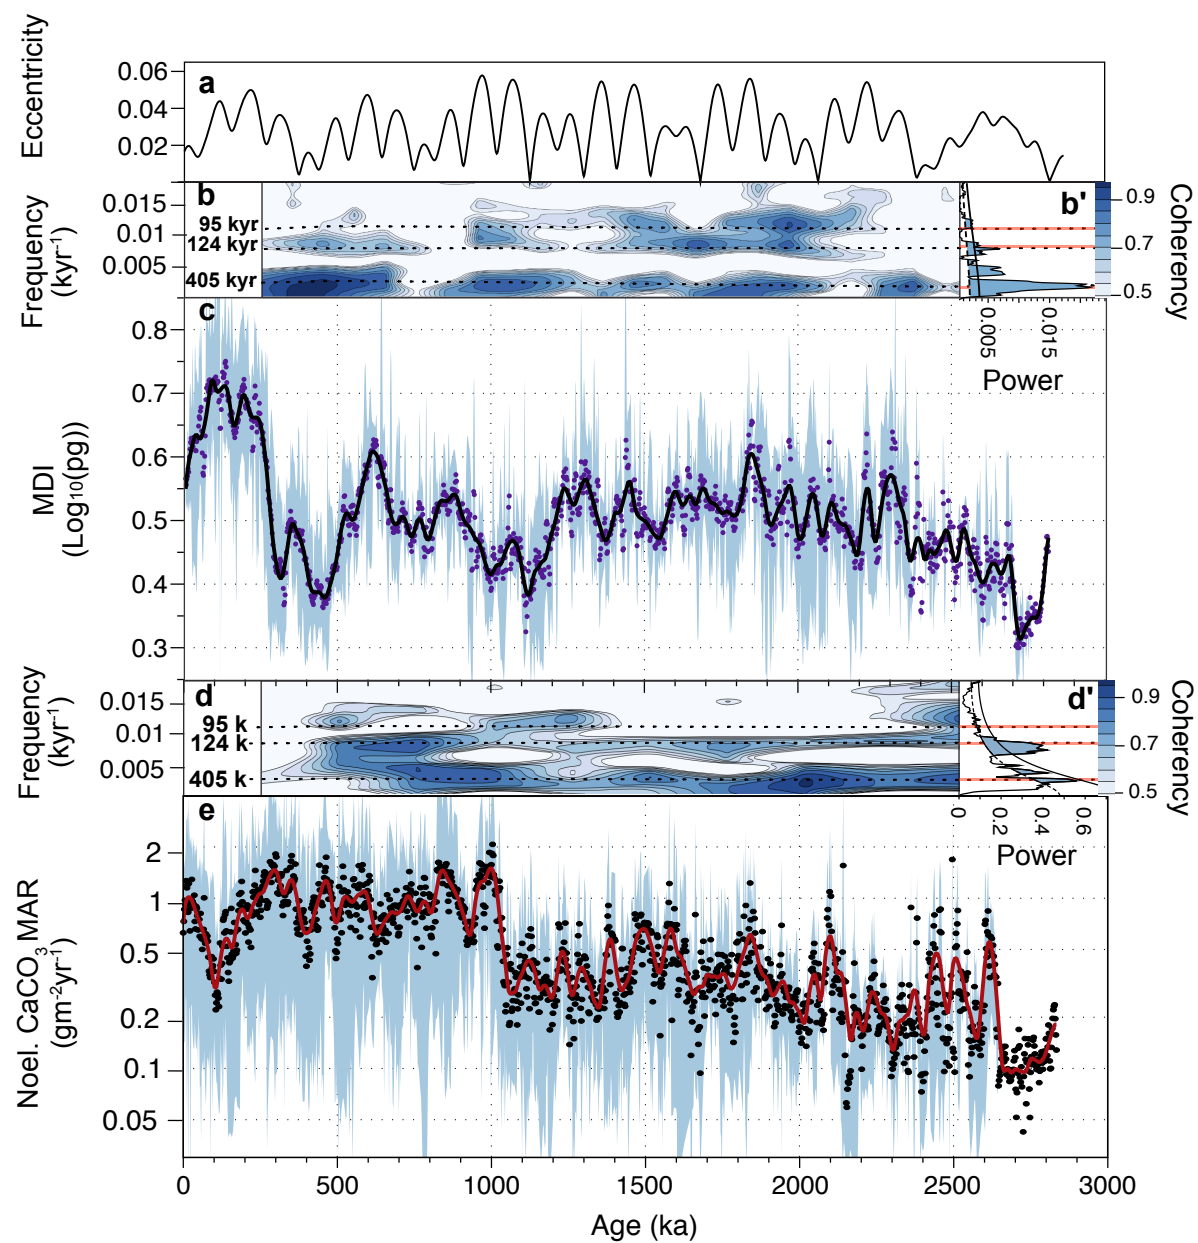 Eccentricity
0.06
0.04
0.02
a
Frequency
(kyr-1)
0.015
0.01
0.005
95 kyr
124 kyr
405 kyr
b
b'
0.9
0.7
0.5
Coherency
0.005
0.015
Power
c
MDI
(Log10(pg))
0.8
0.7
0.6
0.5
0.4
0.3
Frequency
(kyr-1)
0.015
0.01
0.005
95 k
124 k
405 k
d
d'
0.9
0.7
0.5
Coherency
0
0.2
0.4
0.6
Power
e
Noel. CaCO3 MAR
(gm-2yr-1)
2
1
0.5
0.2
0.1
0.05
0 500 1000 1500 2000 2500 3000
Age (ka)